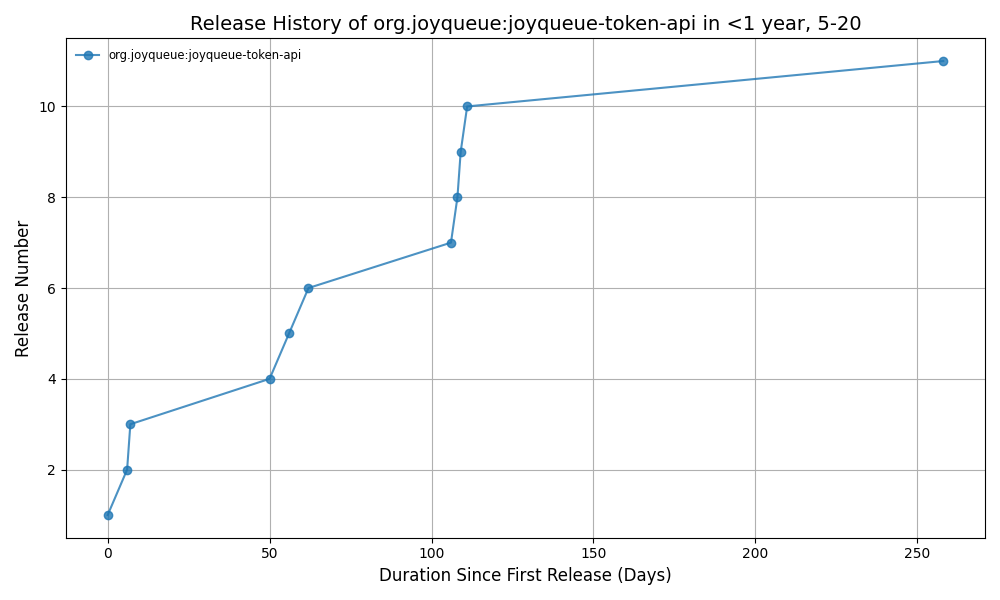 Release History of org.joyqueue:joyqueue-token-api in <1 year, 5-20
org.joyqueue:joyqueue-token-api
Release Number
10
8
6
4
2
0 50 100 150 200 250
Duration Since First Release (Days)